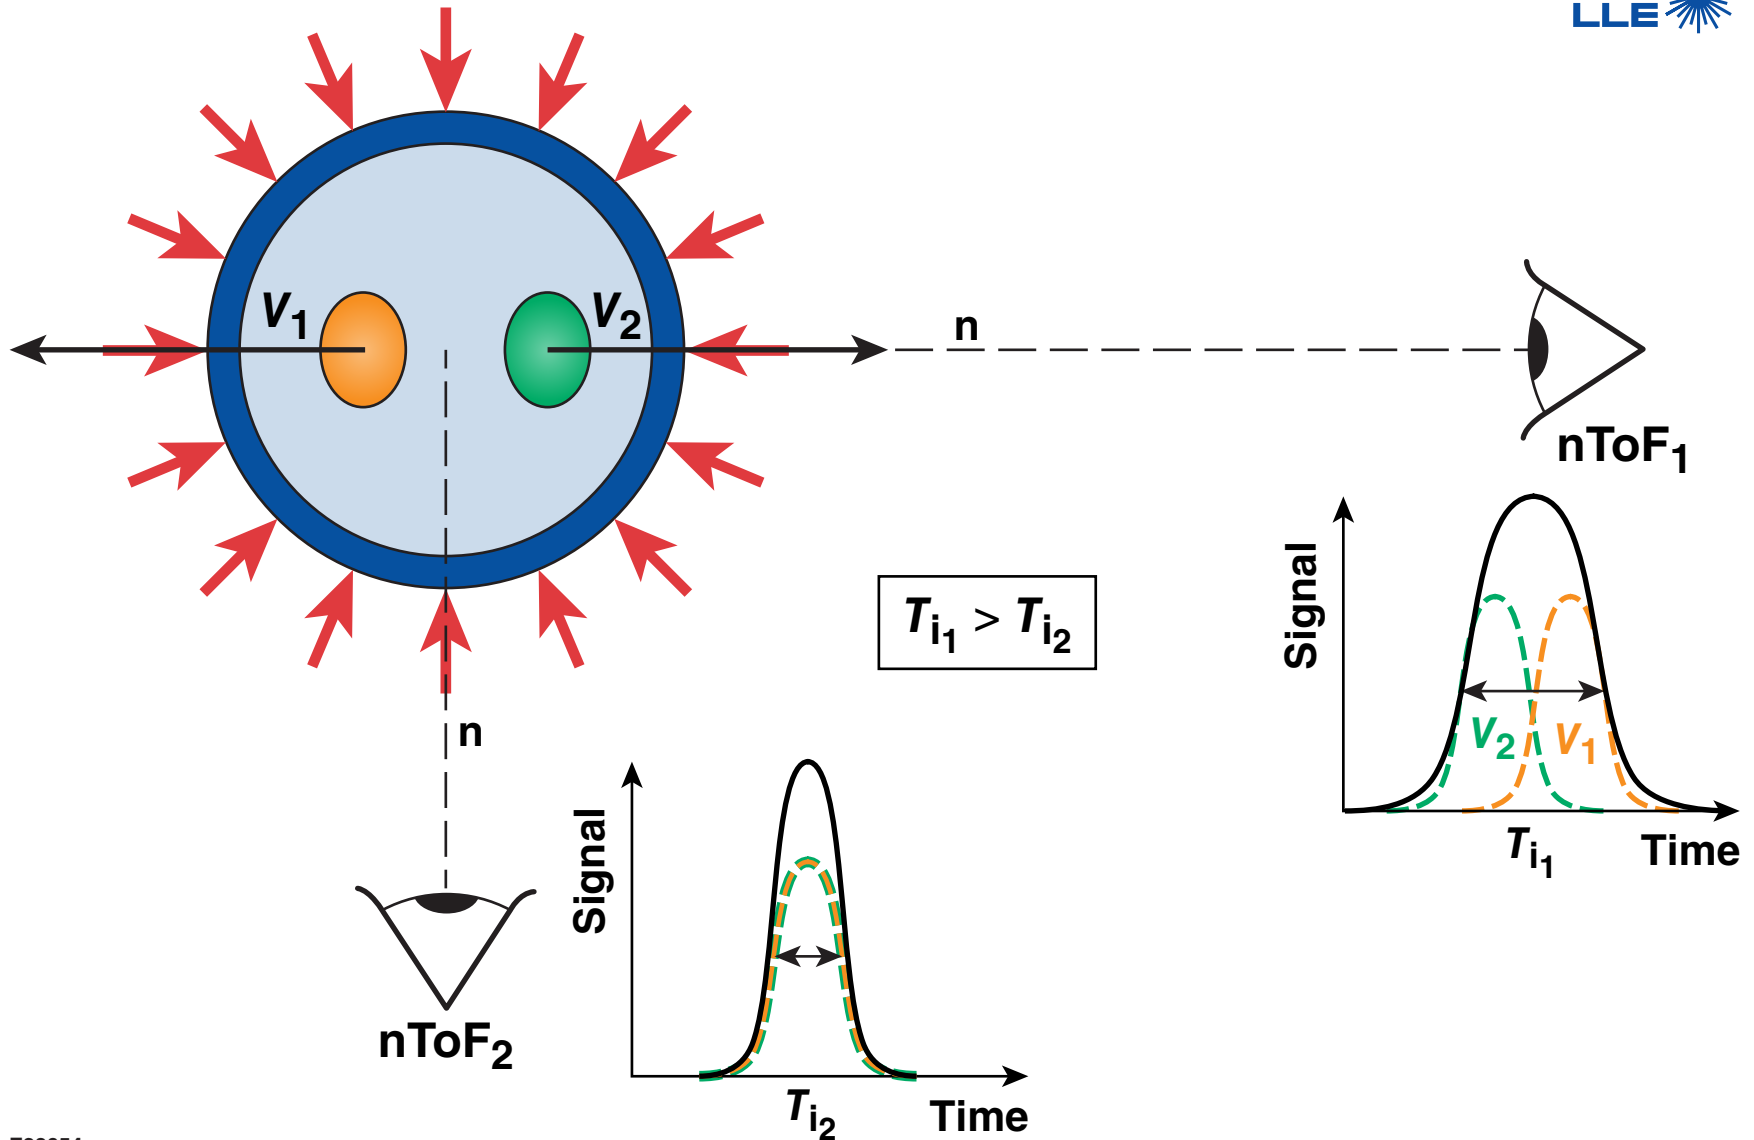 LLE
V1
V2
n
nToF1
Ti1 > Ti2
Signal
V2
V1
Ti1
Time
n
Signal
nToF2
Ti2
Time